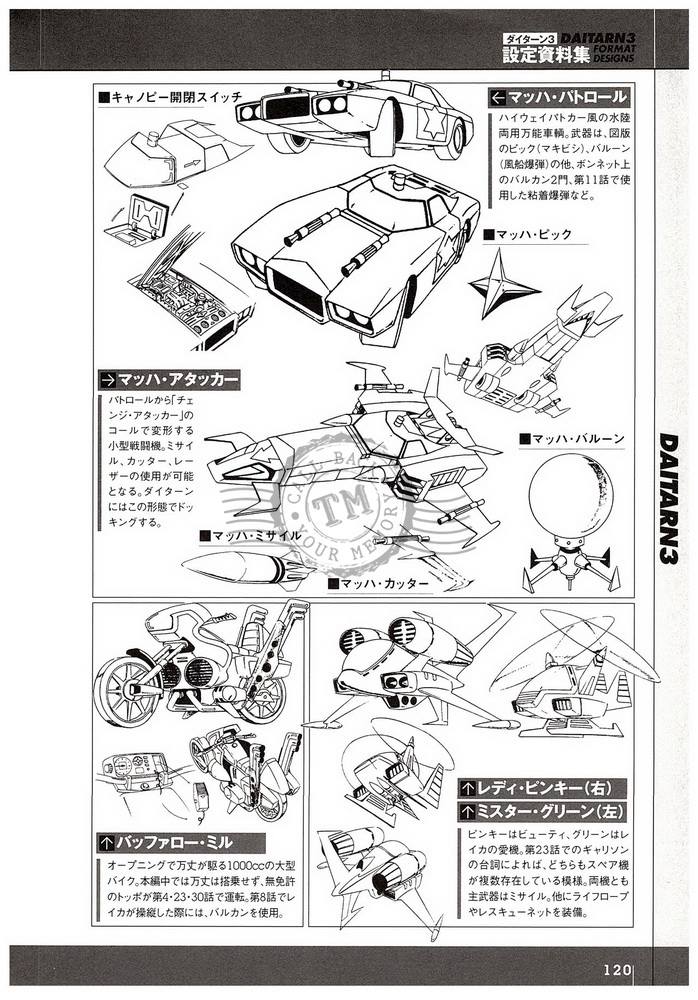 ダイターン3
設定資料集
DAITARN3
FORMAT
DESIGNS
■キャノピー開閉スイッチ
←マッハ・パトロール
ハイウェイパトカー風の水陸
両用万能車輌。武器は、図版
のピック(マキビシ)、バルーン
(風船爆弾)の他、ボンネット上
のバルカン2門、第11話で使
用した粘着爆弾など。
■マッハ・ピック
→マッハ・アタッカー
パトロールから「チェ
ンジ・アタッカー」の
コールで変形する
小型戦闘機。ミサイ
ル、カッター、レー
ザーの使用が可能
となる。ダイターン
にはこの形態でドッ
キングする。
■マッハ・バルーン
CALL BACK
TM
YOUR MEMORY
■マッハ・ミサイル
■マッハ・カッター
DAITARN3
↑レディ・ピンキー(右)
↑ミスター・グリーン(左)
ピンキーはビューティ、グリーンはレ
イカの愛機。第23話でのギャリソン
の台詞によれば、どちらもスペア機
が複数存在している模様。両機とも
主武器はミサイル。他にライフロープ
やレスキューネットを装備。
↑バッファロー・ミル
オープニングで万丈が駆る1000ccの大型
バイク。本編中では万丈は搭乗せず、無免許
のトッポが第4・23・30話で運転。第8話でレ
イカが操縦した際には、バルカンを使用。
120